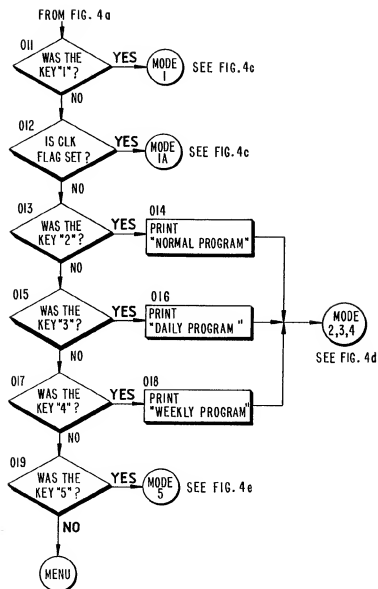 FROM FIG. 4a
011
WAS THE
KEY "1" ?
YES
MODE
1
SEE FIG. 4c
NO
012
IS CLK
FLAG SET ?
YES
MODE
1A
SEE FIG. 4c
NO
013
WAS THE
KEY "2" ?
YES
014
PRINT
"NORMAL PROGRAM"
NO
015
WAS THE
KEY "3" ?
YES
016
PRINT
"DAILY PROGRAM "
MODE
2,3,4
SEE FIG. 4d
NO
017
WAS THE
KEY "4" ?
YES
018
PRINT
"WEEKLY PROGRAM"
NO
019
WAS THE
KEY "5" ?
YES
MODE
5
SEE FIG. 4e
NO
MENU